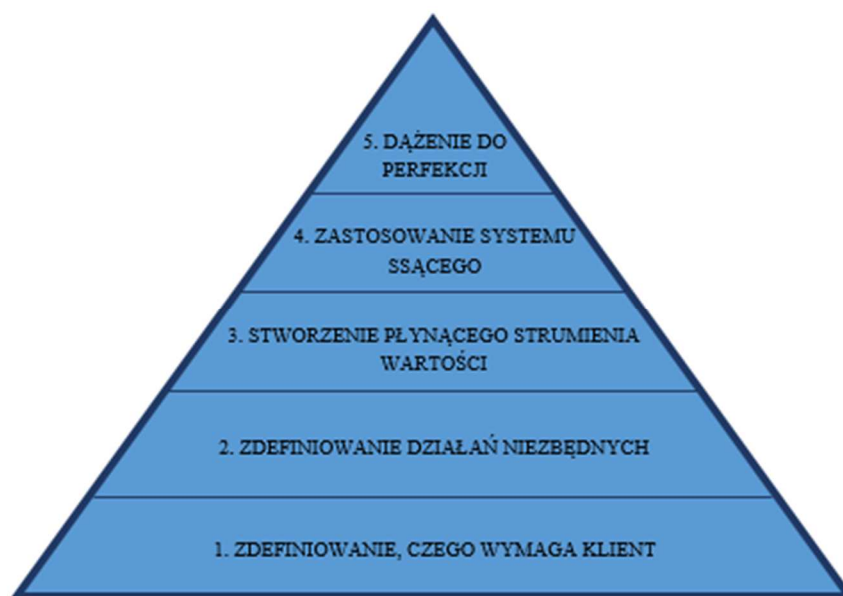 5. DĄŻENIE DO
PERFEKCJI
4. ZASTOSOWANIE SYSTEMU
SSĄCEGO
3. STWORZENIE PŁYNĄCEGO STRUMIENIA
WARTOŚCI
2. ZDEFINIOWANIE DZIAŁAŃ NIEZBĘDNYCH
1. ZDEFINIOWANIE, CZEGO WYMAGA KLIENT